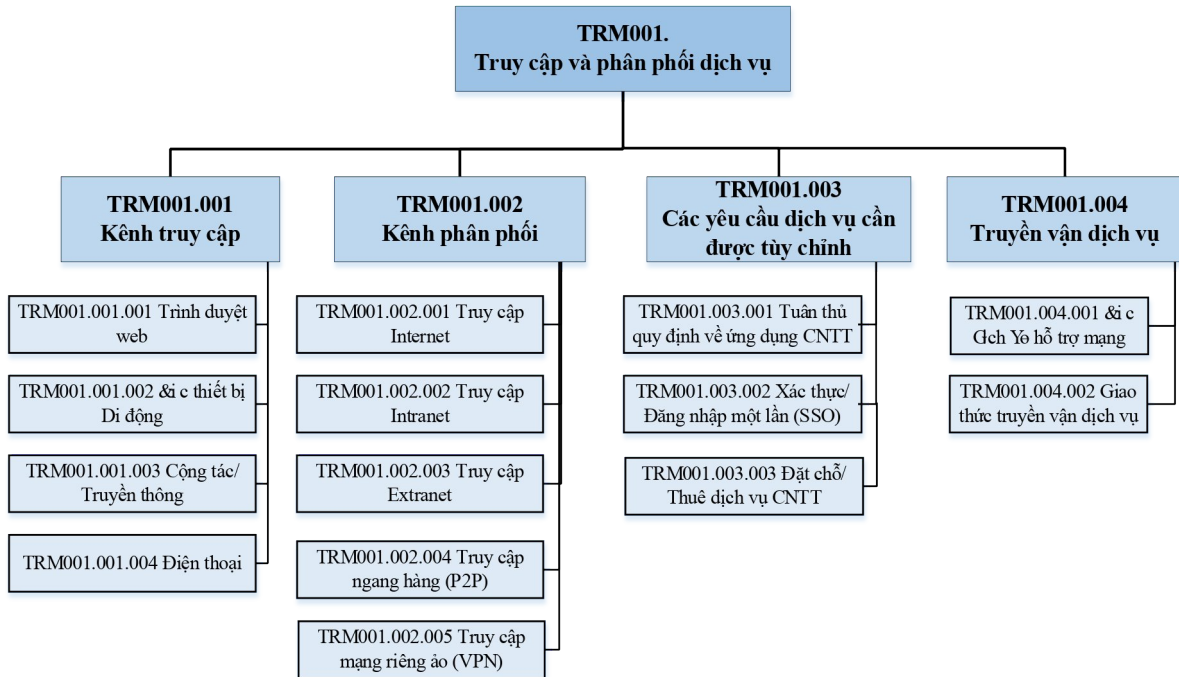 TRM001.
Truy cập và phân phối dịch vụ
TRM001.001
Kênh truy cập
TRM001.002
Kênh phân phối
TRM001.003
Các yêu cầu dịch vụ cần
được tùy chỉnh
TRM001.004
Truyền vận dịch vụ
TRM001.001.001 Trình duyệt
web
TRM001.001.002 &i c thiết bị
Di động
TRM001.001.003 Cộng tác/
Truyền thông
TRM001.001.004 Điện thoại
TRM001.002.001 Truy cập
Internet
TRM001.002.002 Truy cập
Intranet
TRM001.002.003 Truy cập
Extranet
TRM001.002.004 Truy cập
ngang hàng (P2P)
TRM001.002.005 Truy cập
mạng riêng ảo (VPN)
TRM001.003.001 Tuân thủ
quy định về ứng dụng CNTT
TRM001.003.002 Xác thực/
Đăng nhập một lần (SSO)
TRM001.003.003 Đặt chỗ/
Thuê dịch vụ CNTT
TRM001.004.001 &i c
hỗ trợ mạng
TRM001.004.002 Giao
thức truyền vận dịch vụ